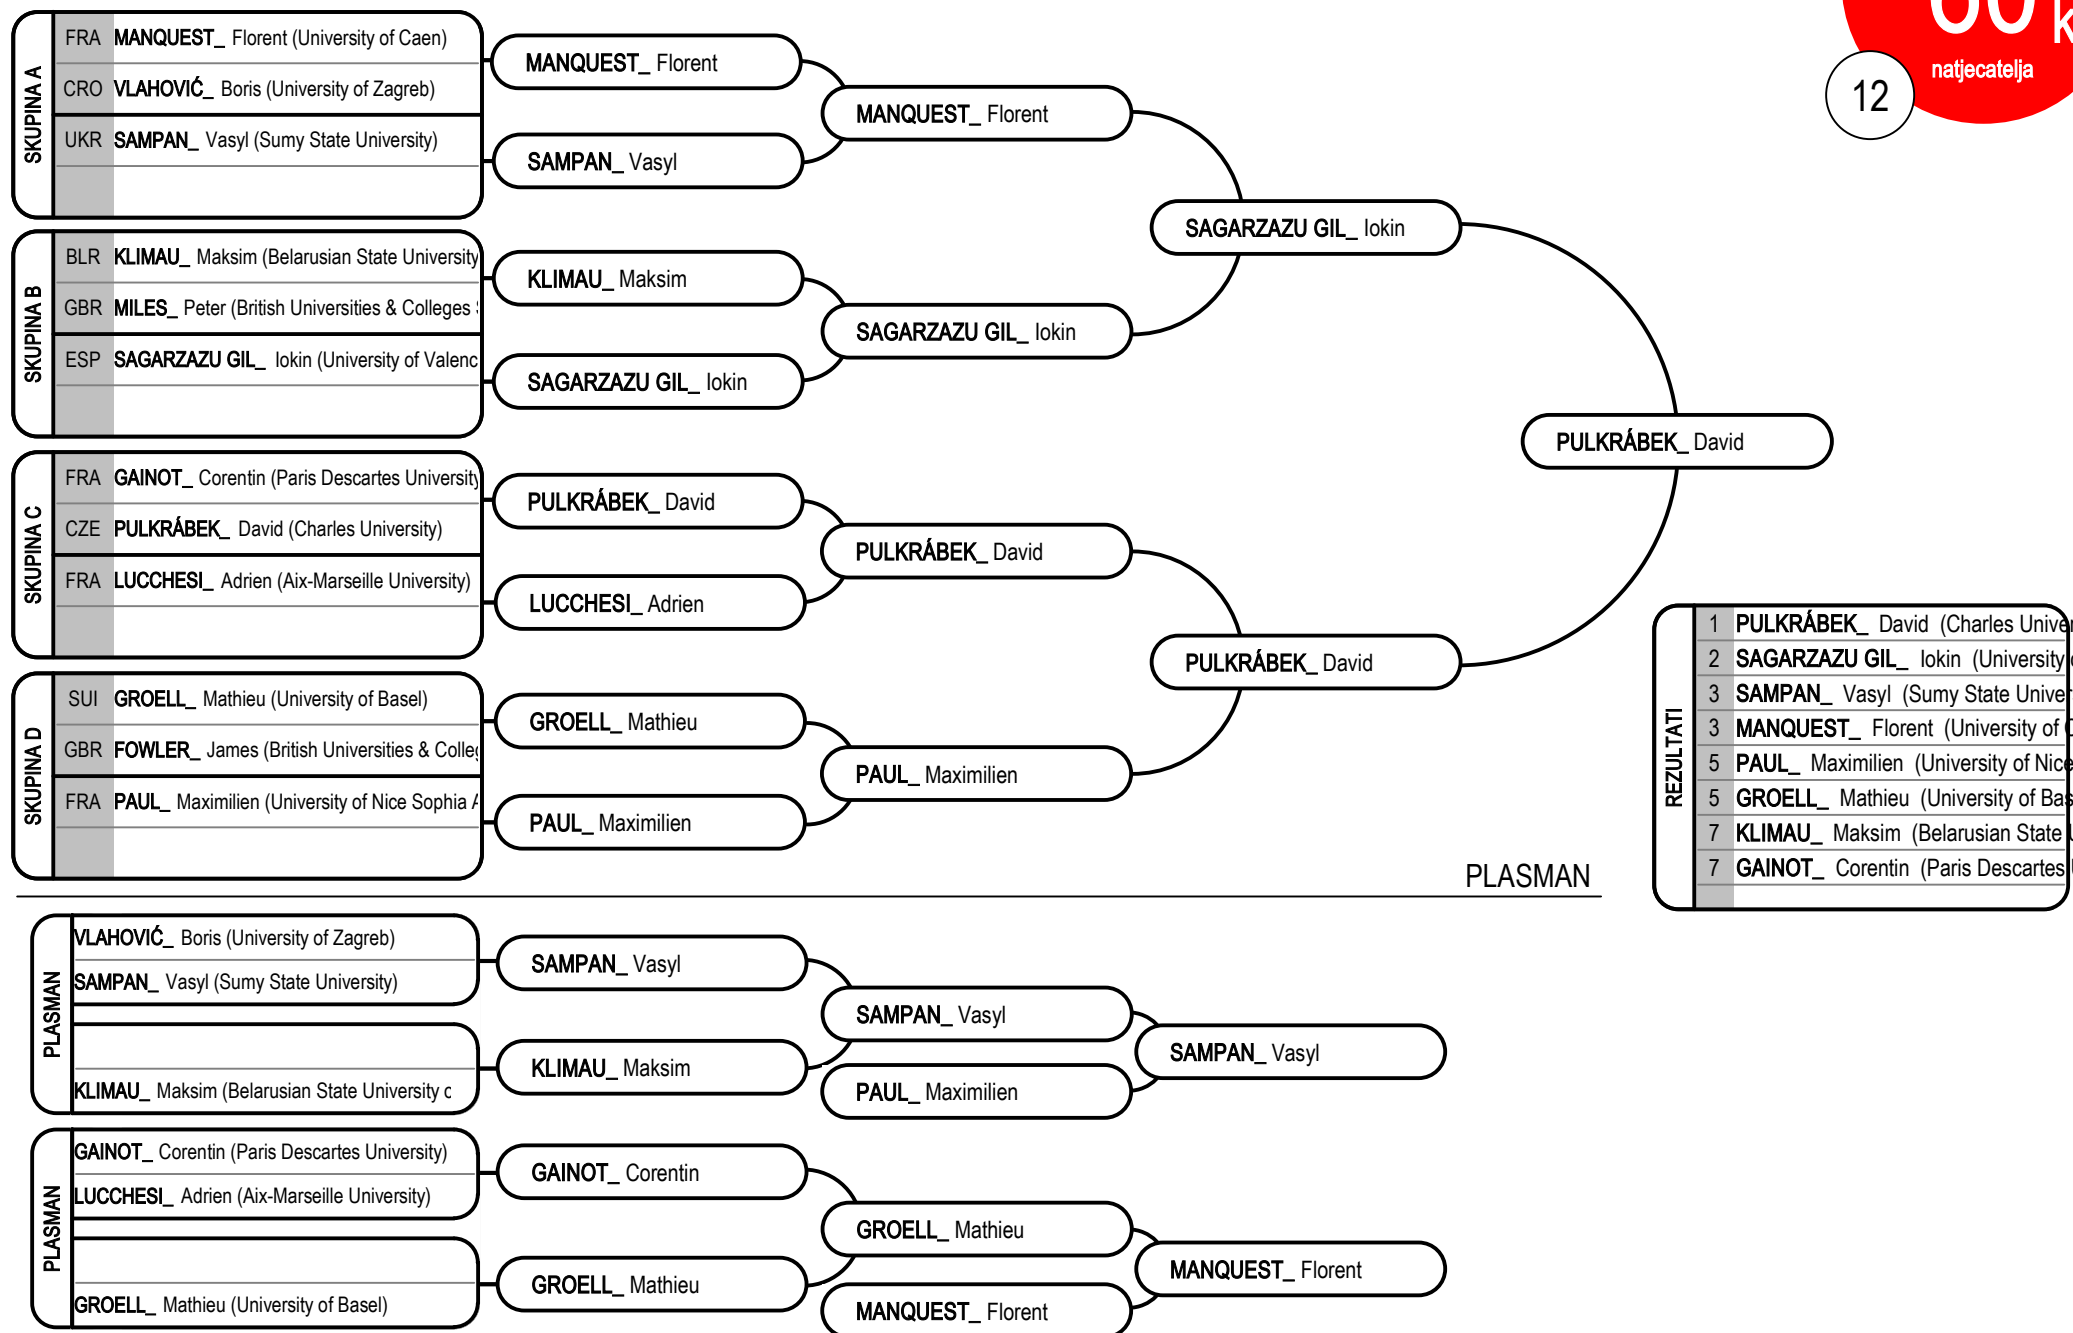 60 k
natjecatelja
12
SKUPINA A
FRA MANQUEST_ Florent (University of Caen)
CRO VLAHOVIĆ_ Boris (University of Zagreb)
UKR SAMPAN_ Vasyl (Sumy State University)
MANQUEST_ Florent
SAMPAN_ Vasyl
MANQUEST_ Florent
SKUPINA B
BLR KLIMAU_ Maksim (Belarusian State University
GBR MILES_ Peter (British Universities & Colleges
ESP SAGARZAZU GIL_ Iokin (University of Valenc
KLIMAU_ Maksim
SAGARZAZU GIL_ Iokin
SAGARZAZU GIL_ Iokin
SAGARZAZU GIL_ Iokin
SKUPINA C
FRA GAINOT_ Corentin (Paris Descartes University
CZE PULKRÁBEK_ David (Charles University)
FRA LUCCHESI_ Adrien (Aix-Marseille University)
PULKRÁBEK_ David
LUCCHESI_ Adrien
PULKRÁBEK_ David
SKUPINA D
SUI GROELL_ Mathieu (University of Basel)
GBR FOWLER_ James (British Universities & Colleg
FRA PAUL_ Maximilien (University of Nice Sophia A
GROELL_ Mathieu
PAUL_ Maximilien
PAUL_ Maximilien
PULKRÁBEK_ David
PULKRÁBEK_ David
REZULTATI
1 PULKRÁBEK_ David (Charles Univer
2 SAGARZAZU GIL_ Iokin (University
3 SAMPAN_ Vasyl (Sumy State Univer
3 MANQUEST_ Florent (University of
5 PAUL_ Maximilien (University of Nice
5 GROELL_ Mathieu (University of Bas
7 KLIMAU_ Maksim (Belarusian State
7 GAINOT_ Corentin (Paris Descartes
PLASMAN
PLASMAN
VLAHOVIĆ_ Boris (University of Zagreb)
SAMPAN_ Vasyl (Sumy State University)
KLIMAU_ Maksim (Belarusian State University o
SAMPAN_ Vasyl
KLIMAU_ Maksim
SAMPAN_ Vasyl
PAUL_ Maximilien
SAMPAN_ Vasyl
PLASMAN
GAINOT_ Corentin (Paris Descartes University)
LUCCHESI_ Adrien (Aix-Marseille University)
GROELL_ Mathieu (University of Basel)
GAINOT_ Corentin
GROELL_ Mathieu
GROELL_ Mathieu
MANQUEST_ Florent
MANQUEST_ Florent